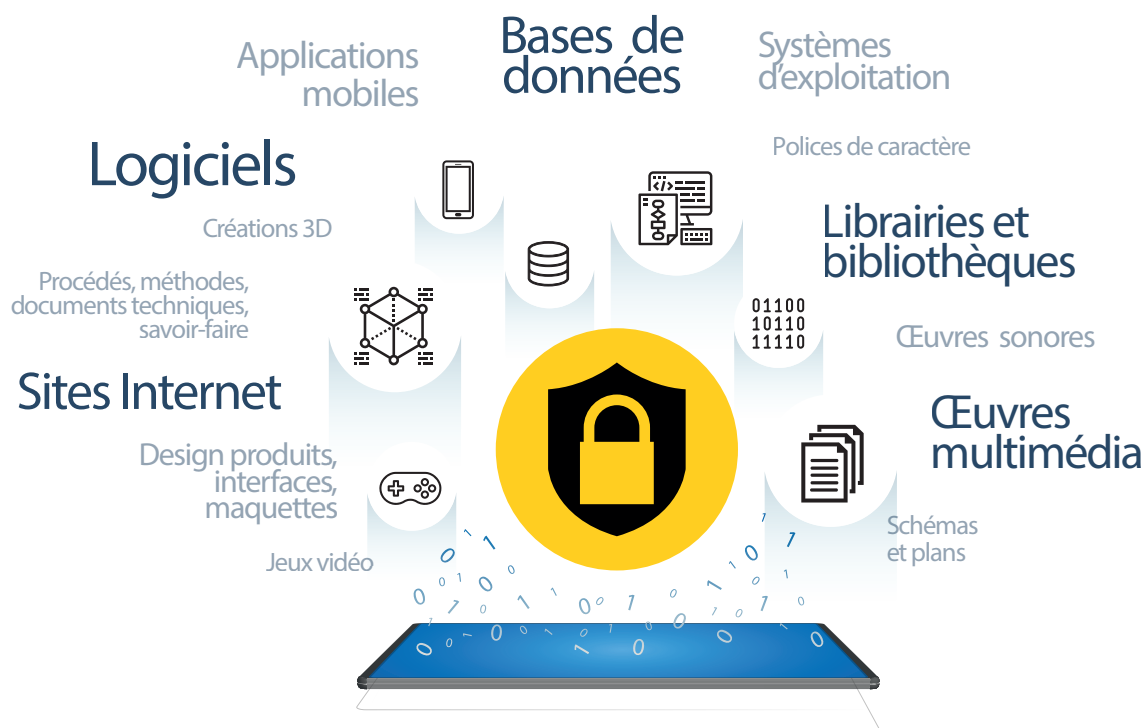 Applications
mobiles
Bases de
données
Systèmes
d'exploitation
Polices de caractère
Logiciels
Créations 3D
Librairies et
bibliothèques
Procédés, méthodes,
documents techniques,
savoir-faire
01100
10110
11110
Œuvres sonores
Sites Internet
Œuvres
multimédia
Design produits,
interfaces,
maquettes
Schémas
et plans
Jeux vidéo